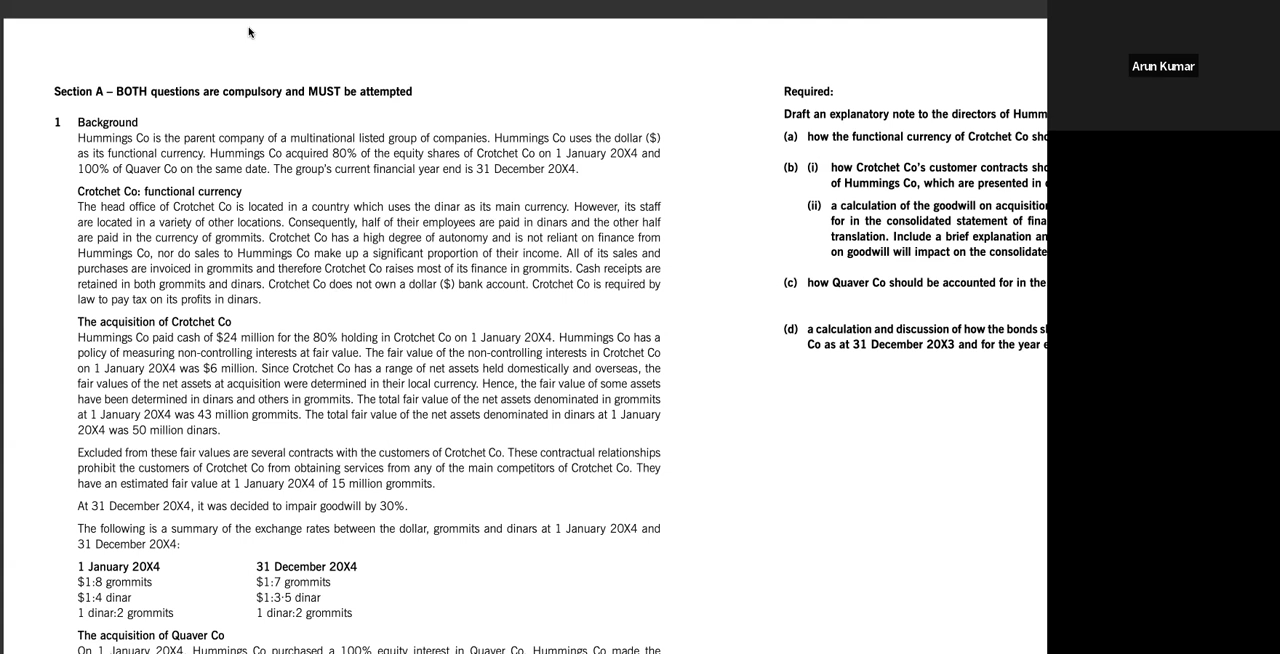 Section A – BOTH questions are compulsory and MUST be attempted
1 Background
Hummings Co is the parent company of a multinational listed group of companies. Hummings Co uses the dollar ($)
as its functional currency. Hummings Co acquired 80% of the equity shares of Crotchet Co on 1 January 20X4 and
100% of Quaver Co on the same date. The group's current financial year end is 31 December 20X4.
Crotchet Co: functional currency
The head office of Crotchet Co is located in a country which uses the dinar as its main currency. However, its staff
are located in a variety of other locations. Consequently, half of their employees are paid in dinars and the other half
are paid in the currency of grommits. Crotchet Co has a high degree of autonomy and is not reliant on finance from
Hummings Co, nor do sales to Hummings Co make up a significant proportion of their income. All of its sales and
purchases are invoiced in grommits and therefore Crotchet Co raises most of its finance in grommits. Cash receipts are
retained in both grommits and dinars. Crotchet Co does not own a dollar ($) bank account. Crotchet Co is required by
law to pay tax on its profits in dinars.
The acquisition of Crotchet Co
Hummings Co paid cash of $24 million for the 80% holding in Crotchet Co on 1 January 20X4. Hummings Co has a
policy of measuring non-controlling interests at fair value. The fair value of the non-controlling interests in Crotchet Co
on 1 January 20X4 was $6 million. Since Crotchet Co has a range of net assets held domestically and overseas, the
fair values of the net assets at acquisition were determined in their local currency. Hence, the fair value of some assets
have been determined in dinars and others in grommits. The total fair value of the net assets denominated in grommits
at 1 January 20X4 was 43 million grommits. The total fair value of the net assets denominated in dinars at 1 January
20X4 was 50 million dinars.
Excluded from these fair values are several contracts with the customers of Crotchet Co. These contractual relationships
prohibit the customers of Crotchet Co from obtaining services from any of the main competitors of Crotchet Co. They
have an estimated fair value at 1 January 20X4 of 15 million grommits.
At 31 December 20X4, it was decided to impair goodwill by 30%.
The following is a summary of the exchange rates between the dollar, grommits and dinars at 1 January 20X4 and
31 December 20X4:
1 January 20X4 31 December 20X4
$1:8 grommits $1:7 grommits
$1:4 dinar $1:3·5 dinar
1 dinar:2 grommits 1 dinar:2 grommits
The acquisition of Quaver Co
On 1 January 20X4, Hummings Co purchased a 100% equity interest in Quaver Co. Hummings Co made the
Required:
Draft an explanatory note to the directors of Humm
(a) how the functional currency of Crotchet Co sho
(b) (i) how Crotchet Co's customer contracts sho
of Hummings Co, which are presented in
(ii) a calculation of the goodwill on acquisition
for in the consolidated statement of fina
translation. Include a brief explanation an
on goodwill will impact on the consolidate
(c) how Quaver Co should be accounted for in the
(d) a calculation and discussion of how the bonds sh
Co as at 31 December 20X3 and for the year e
Arun Kumar